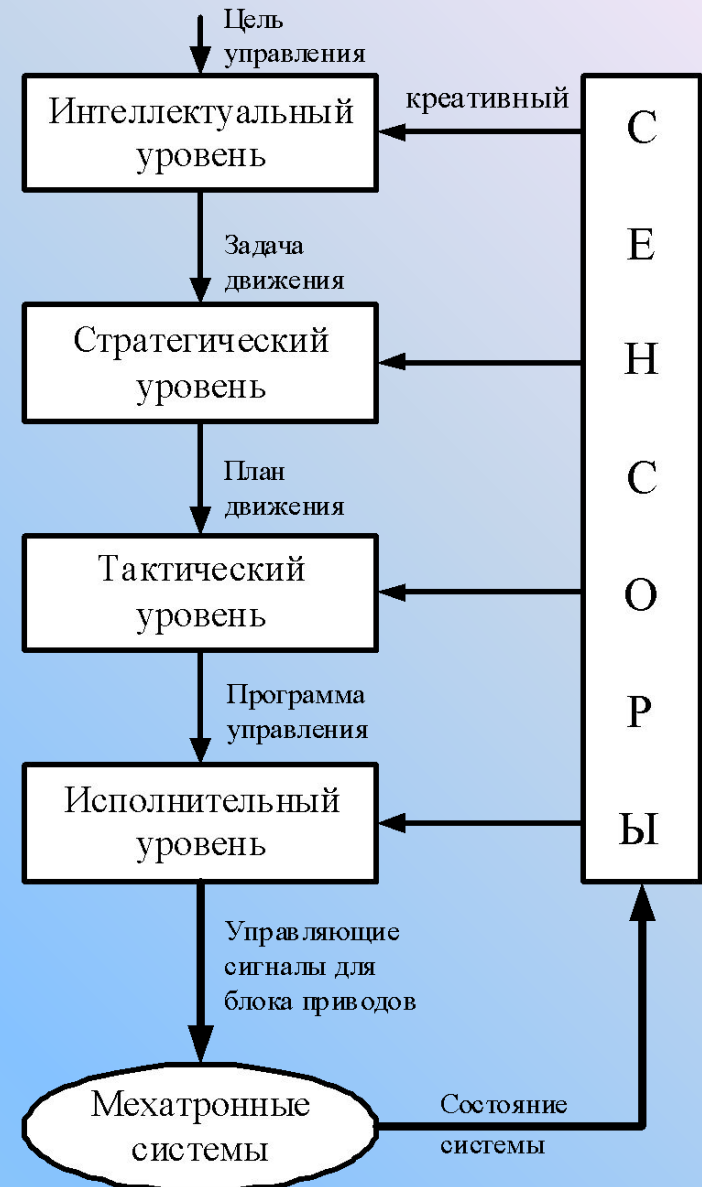 Цель
управления
Интеллектуальный
уровень
креативный
Задача
движения
Стратегический
уровень
План
движения
Тактический
уровень
Программа
управления
Исполнительный
уровень
Управляющие
сигналы для
блока приводов
Мехатронные
системы
Состояние
системы
С
Е
Н
С
О
Р
Ы